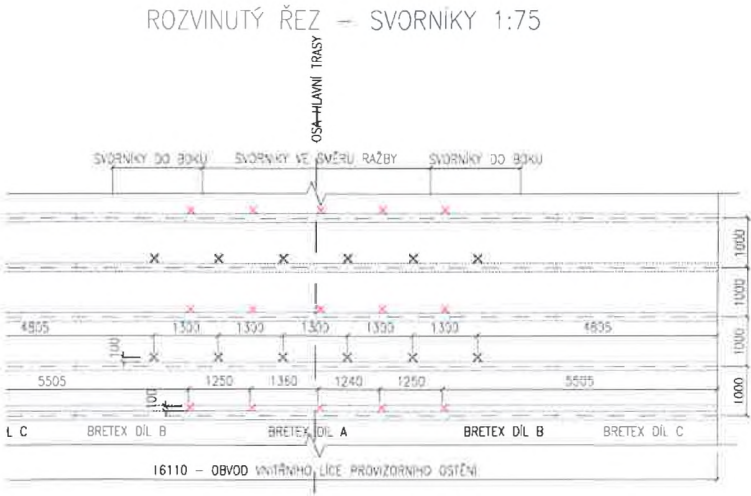 ROZVINUTÝ ŘEZ – SVORNÍKY 1:75
OSA HLAVNÍ TRASY
SVORNÍKY DO BOKU SVORNÍKY VE SMĚRU RAŽBY SVORNÍKY DO BOKU
1000
1000
4805 1300 1300 1300 1300 1300 4805
100
1000
5505 1250 1360 1240 1250 5505
100
1000
L C BRETEX DÍL B BRETEX DÍL A BRETEX DÍL B BRETEX DÍL C
16110 – OBVOD VNITŘNÍHO LÍCE PROVIZORNÍHO OSTĚNÍ